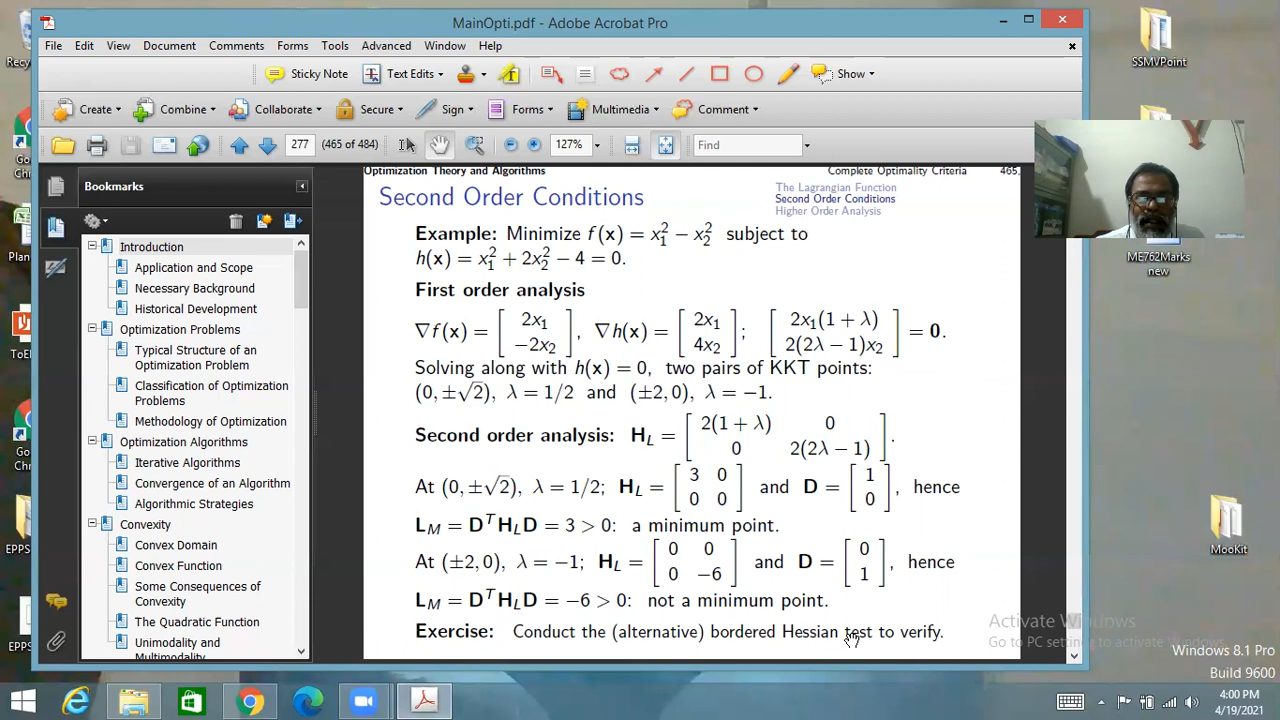 MainOpti.pdf - Adobe Acrobat Pro
File Edit View Document Comments Forms Tools Advanced Window Help
Sticky Note Text Edits Show
Create Combine Collaborate Secure Sign Forms Multimedia Comment
277 (465 of 484) 127% Find
Bookmarks
Introduction
Application and Scope
Necessary Background
Historical Development
Optimization Problems
Typical Structure of an
Optimization Problem
Classification of Optimization
Problems
Methodology of Optimization
Optimization Algorithms
Iterative Algorithms
Convergence of an Algorithm
Algorithmic Strategies
Convexity
Convex Domain
Convex Function
Some Consequences of
Convexity
The Quadratic Function
Unimodality and
Multimodality
Optimization Theory and Algorithms Complete Optimality Criteria 465,
Second Order Conditions
The Lagrangian Function
Second Order Conditions
Higher Order Analysis
Example: Minimize f(x) = x₁² − x₂² subject to
h(x) = x₁² + 2x₂² − 4 = 0.
First order analysis
∇f(x) = [ 2x₁ ; −2x₂ ], ∇h(x) = [ 2x₁ ; 4x₂ ]; [ 2x₁(1 + λ) ; 2(2λ − 1)x₂ ] = 0.
Solving along with h(x) = 0, two pairs of KKT points:
(0, ±√2), λ = 1/2 and (±2, 0), λ = −1.
Second order analysis: H_L = [ 2(1 + λ) 0 ; 0 2(2λ − 1) ].
At (0, ±√2), λ = 1/2; H_L = [ 3 0 ; 0 0 ] and D = [ 1 ; 0 ], hence
L_M = DᵀH_LD = 3 > 0: a minimum point.
At (±2, 0), λ = −1; H_L = [ 0 0 ; 0 −6 ] and D = [ 0 ; 1 ], hence
L_M = DᵀH_LD = −6 > 0: not a minimum point.
Exercise: Conduct the (alternative) bordered Hessian test to verify.
SSMVPoint
ME762Marks
new
MooKit
Activate Windows
Go to PC settings to activate Windows.
Windows 8.1 Pro
Build 9600
4:00 PM
4/19/2021